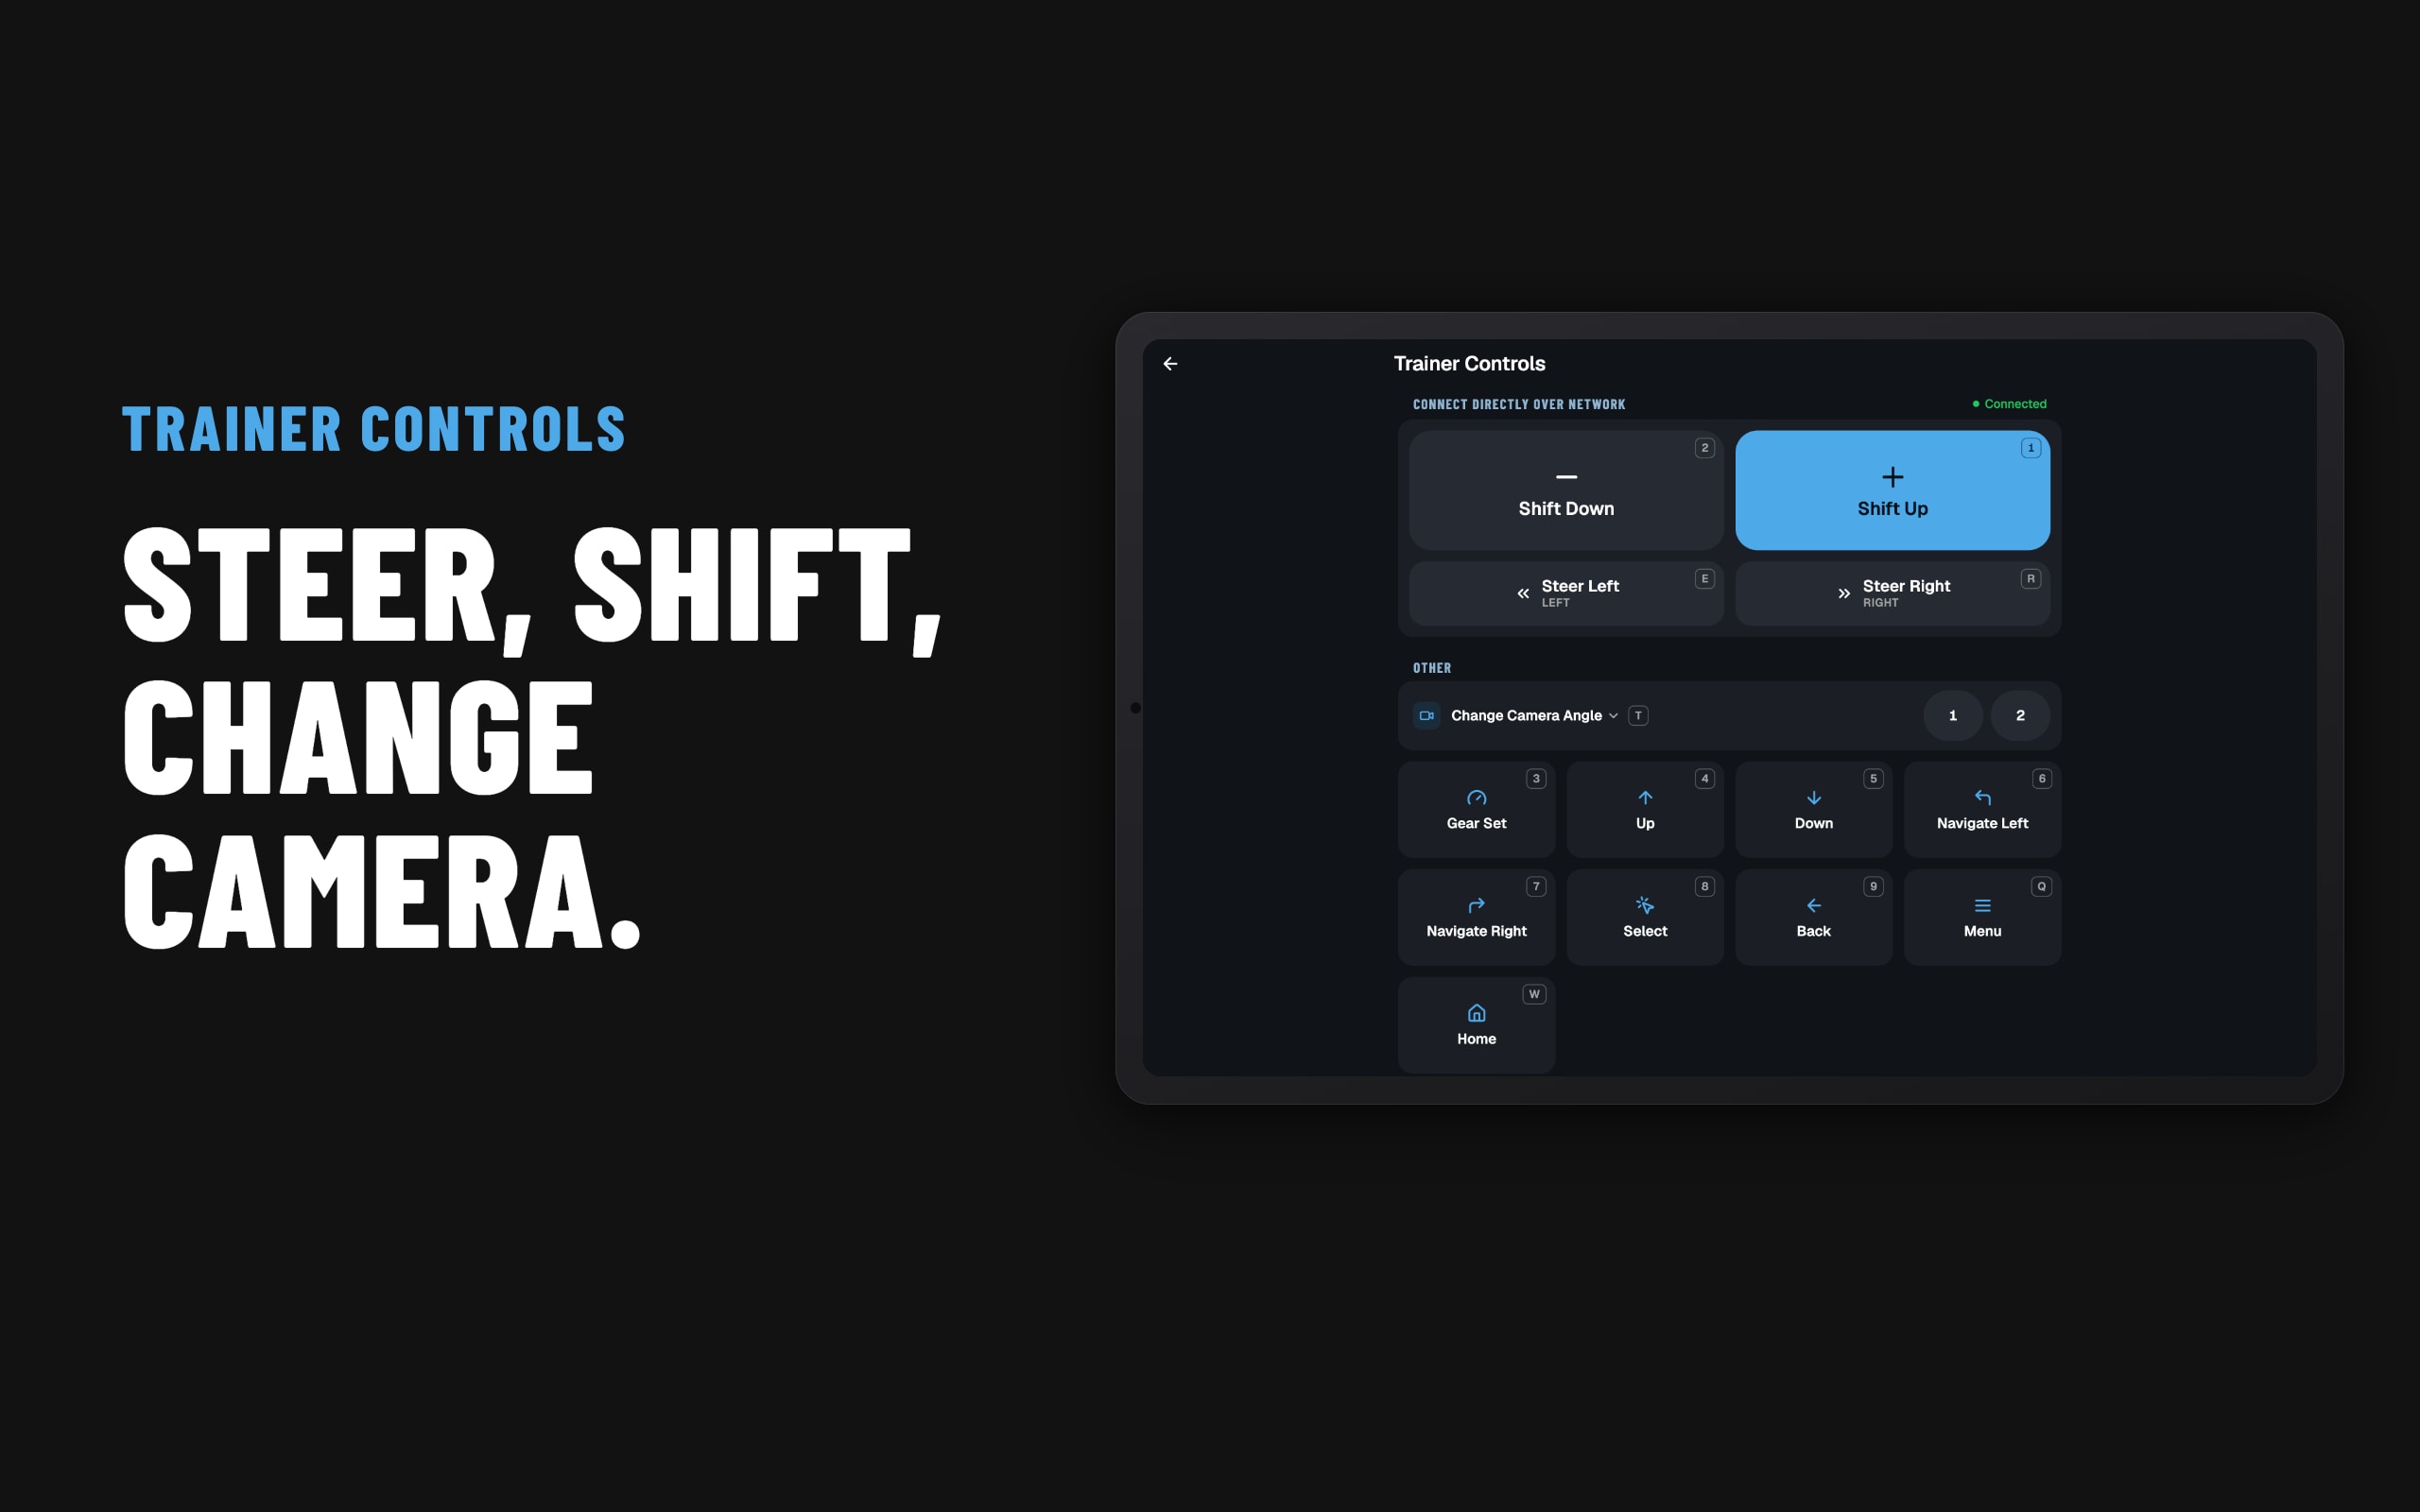 TRAINER CONTROLS
STEER, SHIFT,
CHANGE
CAMERA.
Trainer Controls
CONNECT DIRECTLY OVER NETWORK
Connected
2
Shift Down
1
Shift Up
Steer Left
LEFT
E
Steer Right
RIGHT
R
OTHER
Change Camera Angle
T
1
2
3
Gear Set
4
Up
5
Down
6
Navigate Left
7
Navigate Right
8
Select
9
Back
Q
Menu
W
Home